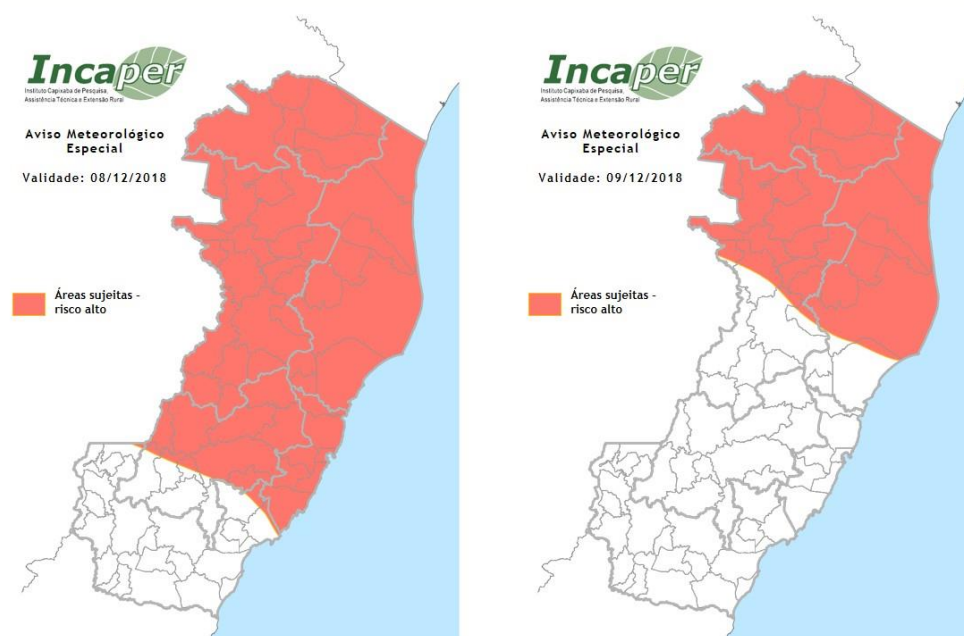 Incaper
Instituto Capixaba de Pesquisa,
Assistência Técnica e Extensão Rural
Aviso Meteorológico
Especial
Validade: 08/12/2018
Áreas sujeitas -
risco alto
Incaper
Instituto Capixaba de Pesquisa,
Assistência Técnica e Extensão Rural
Aviso Meteorológico
Especial
Validade: 09/12/2018
Áreas sujeitas -
risco alto